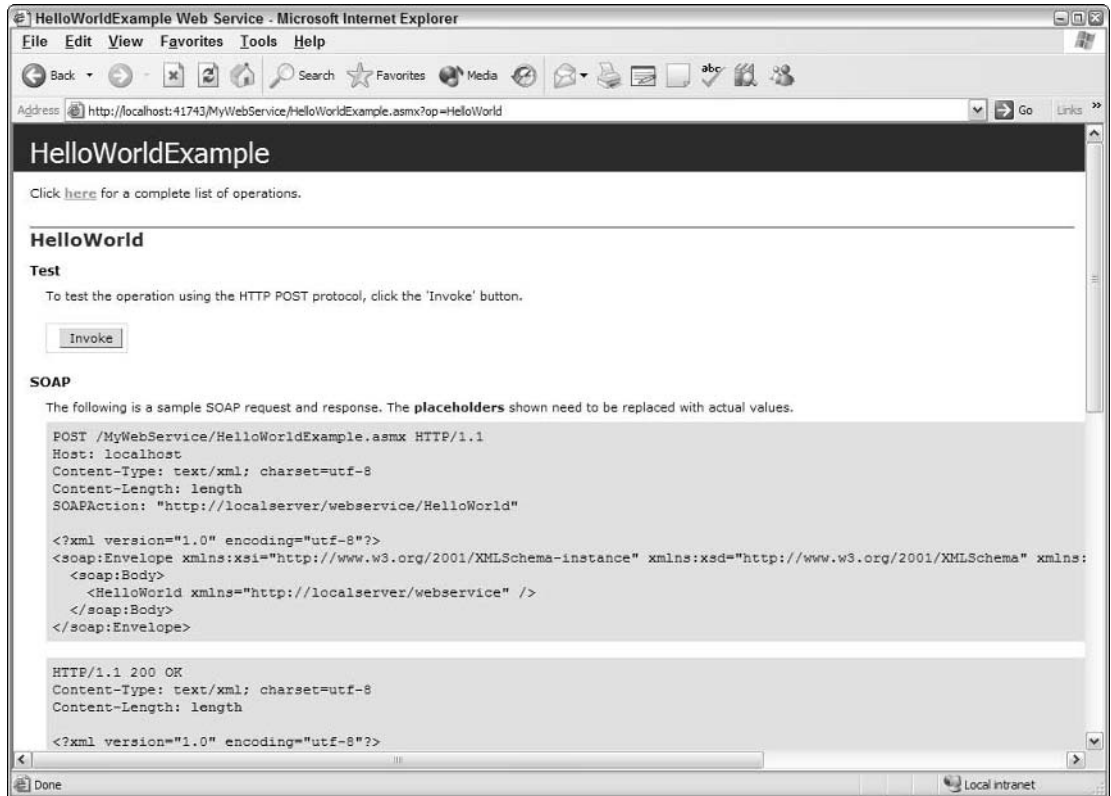 HelloWorldExample Web Service - Microsoft Internet Explorer
File Edit View Favorites Tools Help
Back Search Favorites Media abc
Address http://localhost:41743/MyWebService/HelloWorldExample.asmx?op=HelloWorld Go Links »
HelloWorldExample
Click here for a complete list of operations.
HelloWorld
Test
To test the operation using the HTTP POST protocol, click the 'Invoke' button.
Invoke
SOAP
The following is a sample SOAP request and response. The placeholders shown need to be replaced with actual values.
POST /MyWebService/HelloWorldExample.asmx HTTP/1.1
Host: localhost
Content-Type: text/xml; charset=utf-8
Content-Length: length
SOAPAction: "http://localserver/webservice/HelloWorld"
<?xml version="1.0" encoding="utf-8"?>
<soap:Envelope xmlns:xsi="http://www.w3.org/2001/XMLSchema-instance" xmlns:xsd="http://www.w3.org/2001/XMLSchema" xmlns:
<soap:Body>
<HelloWorld xmlns="http://localserver/webservice" />
</soap:Body>
</soap:Envelope>
HTTP/1.1 200 OK
Content-Type: text/xml; charset=utf-8
Content-Length: length
<?xml version="1.0" encoding="utf-8"?>
Done Local intranet